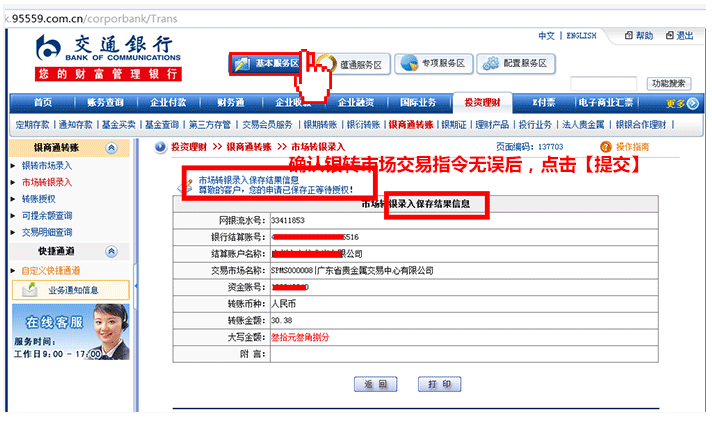 k.95559.com.cn/corporbank/Trans
中文 | ENGLISH 帮助 退出
交通銀行
BANK OF COMMUNICATIONS
您的财富管理银行
基本服务区 蕴通服务区 专项服务区 配置服务区
功能搜索
首页 账务查询 企业付款 财务通 企业收款 企业融资 国际业务 投资理财 E付票 电子商业汇票 更多
定期存款 | 通知存款 | 基金买卖 | 基金查询 | 第三方存管 | 交易会员服务 | 银期转账 | 银衍转账 | 银商通转账 | 银期证 | 理财产品 | 投行业务 | 法人贵金属 | 银银合作理财 |
银商通转账
银转市场录入
市场转银录入
转账授权
可提余额查询
交易明细查询
快捷通道
自定义快捷通道
业务通知信息
在线客服
服务时间:
工作日9:00 - 17:00
投资理财 >> 银商通转账 >> 市场转银录入 页面编码: 137703 操作指南
确认银转市场交易指令无误后，点击【提交】
市场转银录入保存结果信息
尊敬的客户，您的申请已保存正等待授权!
市场转银录入保存结果信息
网银流水号: 33411853
银行结算账号: 5516
结算账户名称: 限公司
交易市场名称: SPMS000008|广东省贵金属交易中心有限公司
资金账号:
转账币种: 人民币
转账金额: 30.38
大写金额: 叁拾元叁角捌分
附 言:
返 回 打 印